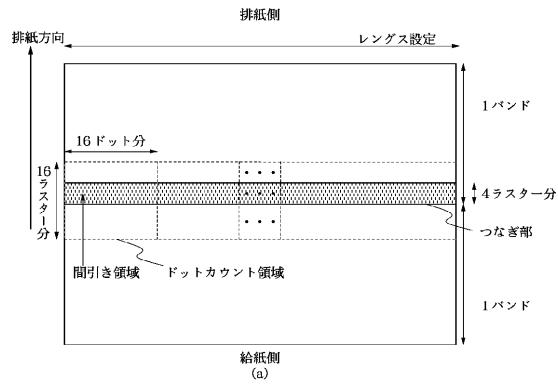 排紙側
排紙方向
レングス設定
1バンド
16ドット分
16ラスター分
4ラスター分
つなぎ部
間引き領域
ドットカウント領域
1バンド
給紙側
(a)